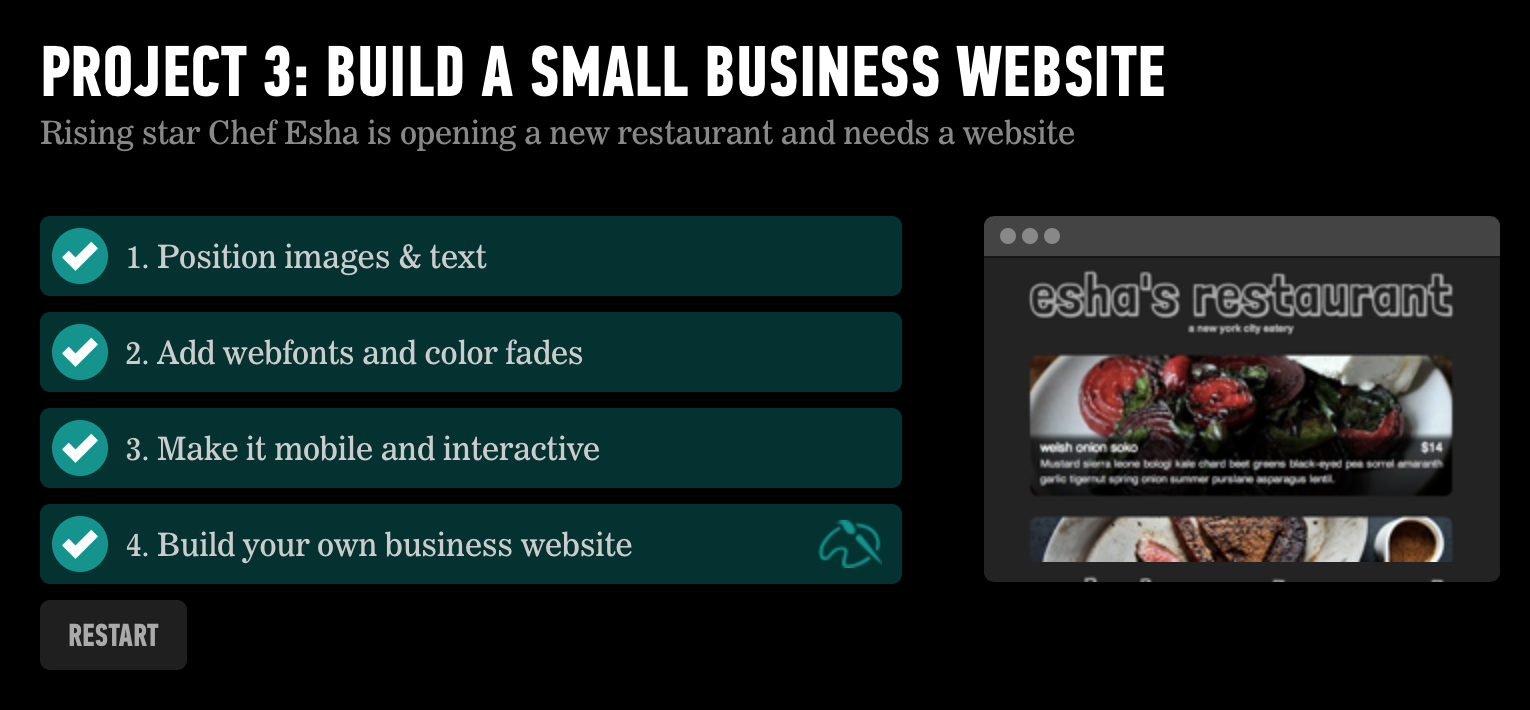 PROJECT 3: BUILD A SMALL BUSINESS WEBSITE
Rising star Chef Esha is opening a new restaurant and needs a website
1. Position images & text
2. Add webfonts and color fades
3. Make it mobile and interactive
4. Build your own business website
RESTART
esha's restaurant
a new york city eatery
welsh onion soko $14
Mustard sierra leone bologi kale chard beet greens black-eyed pea sorrel amaranth
garlic tigernut spring onion summer purslane asparagus lentil.